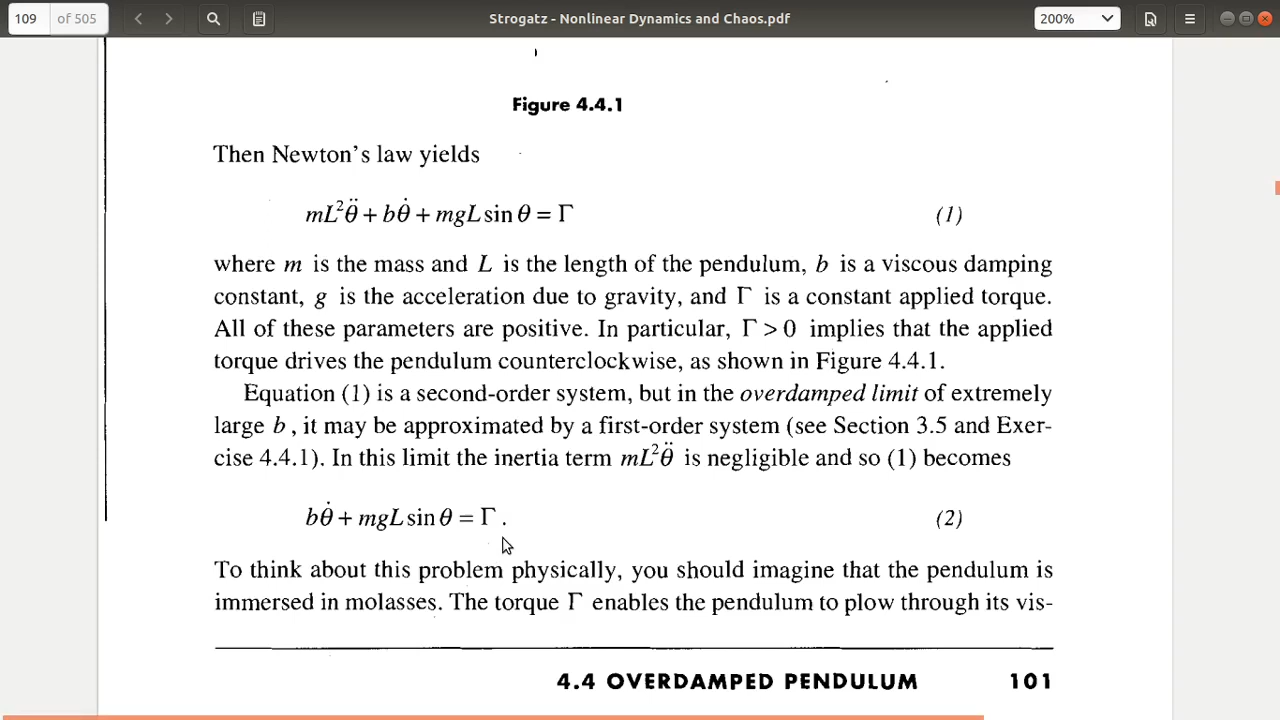 109 of 505
Strogatz - Nonlinear Dynamics and Chaos.pdf
200%
Figure 4.4.1
Then Newton's law yields
mL²θ̈ + bθ̇ + mgL sin θ = Γ (1)
where m is the mass and L is the length of the pendulum, b is a viscous damping
constant, g is the acceleration due to gravity, and Γ is a constant applied torque.
All of these parameters are positive. In particular, Γ > 0 implies that the applied
torque drives the pendulum counterclockwise, as shown in Figure 4.4.1.
Equation (1) is a second-order system, but in the overdamped limit of extremely
large b, it may be approximated by a first-order system (see Section 3.5 and Exer-
cise 4.4.1). In this limit the inertia term mL²θ̈ is negligible and so (1) becomes
bθ̇ + mgL sin θ = Γ. (2)
To think about this problem physically, you should imagine that the pendulum is
immersed in molasses. The torque Γ enables the pendulum to plow through its vis-
4.4 OVERDAMPED PENDULUM 101